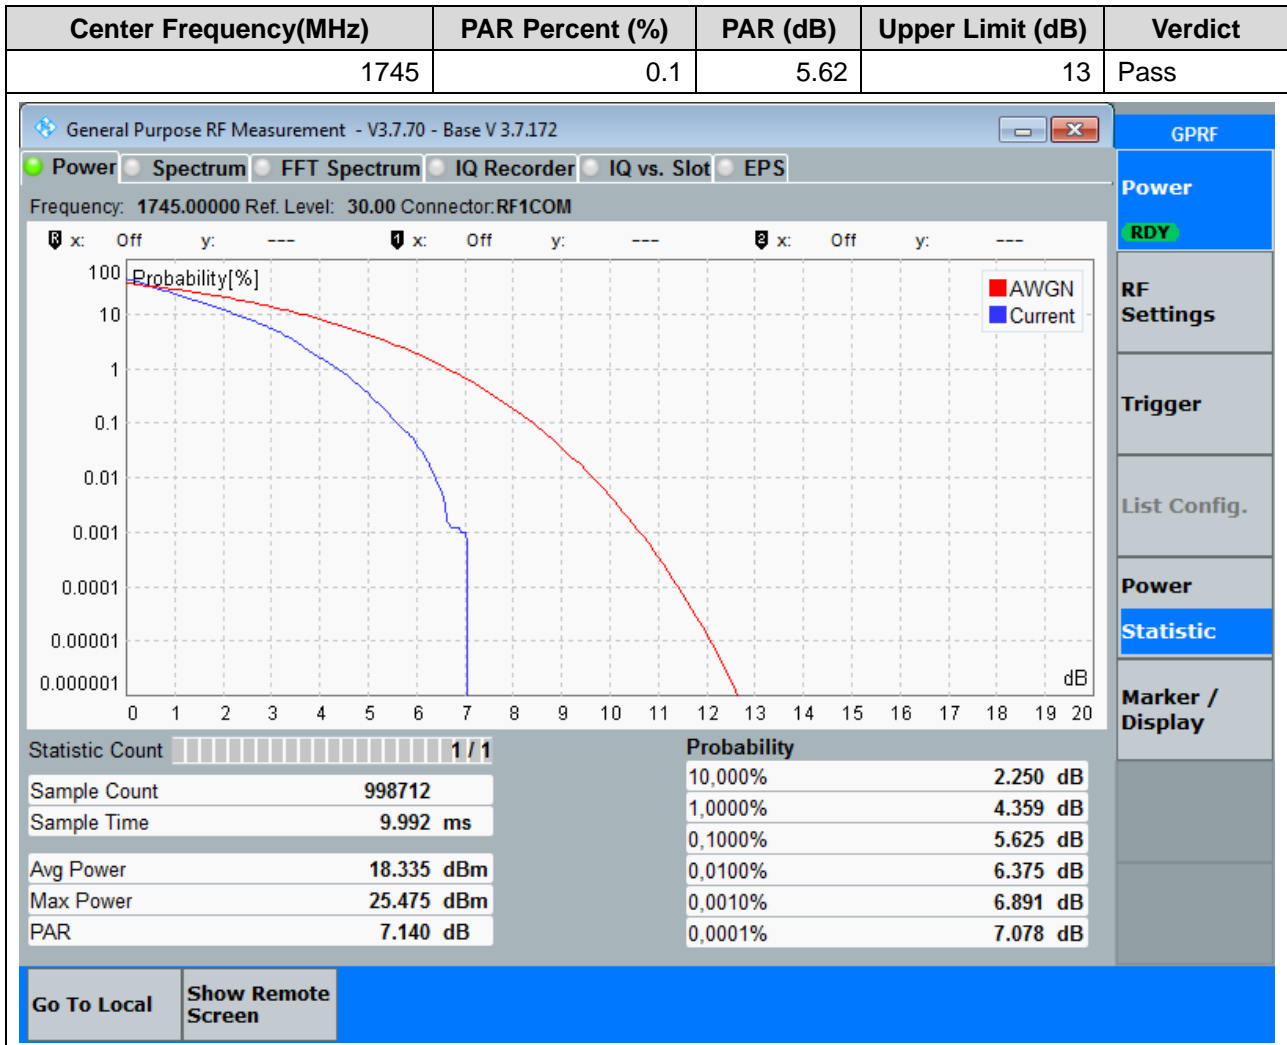 Center Frequency(MHz) PAR Percent (%) PAR (dB) Upper Limit (dB) Verdict
1745 0.1 5.62 13 Pass
General Purpose RF Measurement - V3.7.70 - Base V 3.7.172
GPRF
Power Spectrum FFT Spectrum IQ Recorder IQ vs. Slot EPS
Frequency: 1745.00000 Ref. Level: 30.00 Connector: RF1COM
R x: Off y: --- 1 x: Off y: --- 2 x: Off y: ---
Probability[%]
AWGN
Current
100
10
1
0.1
0.01
0.001
0.0001
0.00001
0.000001
dB
0 1 2 3 4 5 6 7 8 9 10 11 12 13 14 15 16 17 18 19 20
Statistic Count 1 / 1
Sample Count 998712
Sample Time 9.992 ms
Avg Power 18.335 dBm
Max Power 25.475 dBm
PAR 7.140 dB
Probability
10,000% 2.250 dB
1,0000% 4.359 dB
0,1000% 5.625 dB
0,0100% 6.375 dB
0,0010% 6.891 dB
0,0001% 7.078 dB
Power
RDY
RF
Settings
Trigger
List Config.
Power
Statistic
Marker /
Display
Go To Local
Show Remote
Screen